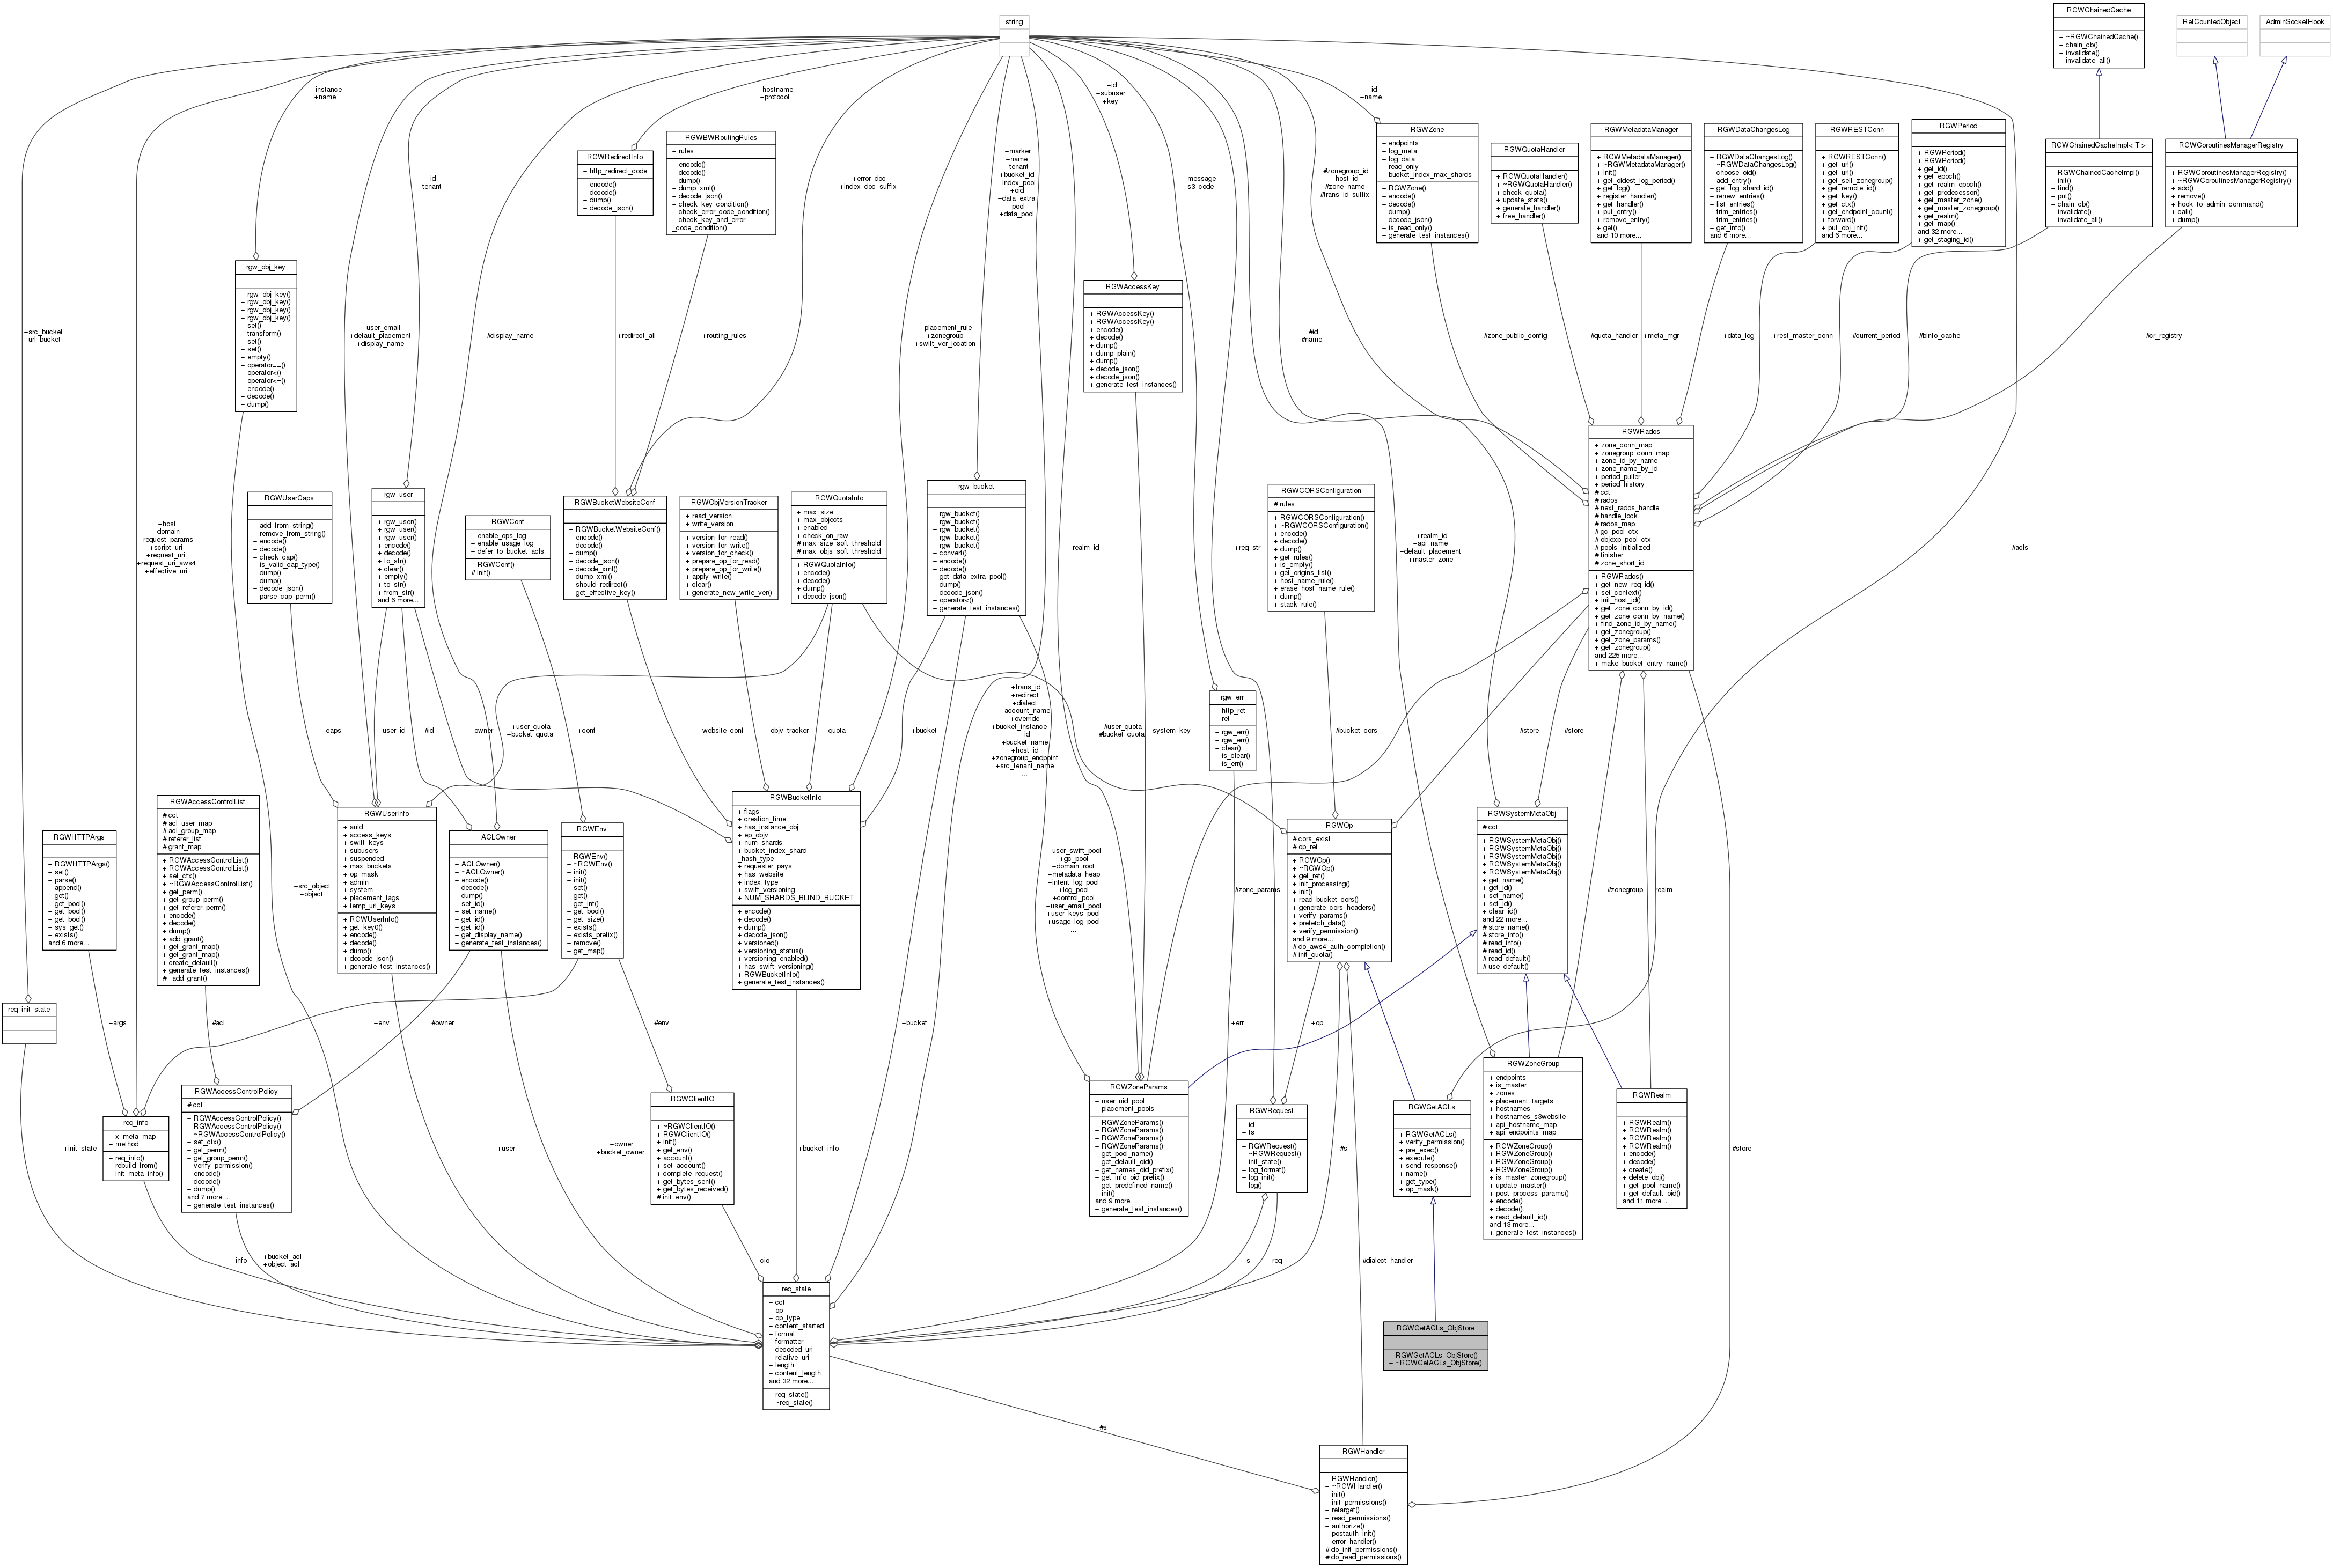 string
RGWChainedCache
+ ~RGWChainedCache()
+ chain_cb()
+ invalidate()
+ invalidate_all()
RefCountedObject
AdminSocketHook
+instance
+name
+hostname
+protocol
+id
+subuser
+key
+id
+name
RGWRedirectInfo
+ http_redirect_code
+ encode()
+ decode()
+ dump()
+ decode_json()
RGWBWRoutingRules
+ rules
+ encode()
+ decode()
+ dump()
+ dump_xml()
+ decode_json()
+ check_key_condition()
+ check_error_code_condition()
+ check_key_and_error
_code_condition()
+id
+tenant
+error_doc
+index_doc_suffix
+marker
+name
+tenant
+bucket_id
+index_pool
+oid
+data_extra
_pool
+data_pool
+message
+s3_code
#zonegroup_id
+host_id
#zone_name
#trans_id_suffix
RGWZone
+ endpoints
+ log_meta
+ log_data
+ read_only
+ bucket_index_max_shards
+ RGWZone()
+ encode()
+ decode()
+ dump()
+ decode_json()
+ is_read_only()
+ generate_test_instances()
RGWQuotaHandler
+ RGWQuotaHandler()
+ ~RGWQuotaHandler()
+ check_quota()
+ update_stats()
+ generate_handler()
+ free_handler()
RGWMetadataManager
+ RGWMetadataManager()
+ ~RGWMetadataManager()
+ init()
+ get_oldest_log_period()
+ get_log()
+ register_handler()
+ get_handler()
+ put_entry()
+ remove_entry()
+ get()
and 10 more...
RGWDataChangesLog
+ RGWDataChangesLog()
+ ~RGWDataChangesLog()
+ choose_oid()
+ add_entry()
+ get_log_shard_id()
+ renew_entries()
+ list_entries()
+ trim_entries()
+ trim_entries()
+ get_info()
and 6 more...
RGWRESTConn
+ RGWRESTConn()
+ get_url()
+ get_url()
+ get_self_zonegroup()
+ get_remote_id()
+ get_key()
+ get_ctx()
+ get_endpoint_count()
+ forward()
+ put_obj_init()
and 6 more...
RGWPeriod
+ RGWPeriod()
+ RGWPeriod()
+ get_id()
+ get_epoch()
+ get_realm_epoch()
+ get_predecessor()
+ get_master_zone()
+ get_master_zonegroup()
+ get_realm()
+ get_map()
and 32 more...
+ get_staging_id()
RGWChainedCacheImpl< T >
+ RGWChainedCacheImpl()
+ init()
+ find()
+ put()
+ chain_cb()
+ invalidate()
+ invalidate_all()
RGWCoroutinesManagerRegistry
+ RGWCoroutinesManagerRegistry()
+ ~RGWCoroutinesManagerRegistry()
+ add()
+ remove()
+ hook_to_admin_command()
+ call()
+ dump()
rgw_obj_key
+ rgw_obj_key()
+ rgw_obj_key()
+ rgw_obj_key()
+ rgw_obj_key()
+ set()
+ transform()
+ set()
+ set()
+ empty()
+ operator==()
+ operator<()
+ operator<=()
+ encode()
+ decode()
+ dump()
RGWAccessKey
+ RGWAccessKey()
+ RGWAccessKey()
+ encode()
+ decode()
+ dump()
+ dump_plain()
+ dump()
+ decode_json()
+ decode_json()
+ generate_test_instances()
+src_bucket
+url_bucket
+user_email
+default_placement
+display_name
#display_name
+redirect_all
+routing_rules
+placement_rule
+zonegroup
+swift_ver_location
#id
#name
#zone_public_config
#quota_handler
+meta_mgr
+data_log
+rest_master_conn
#current_period
#binfo_cache
#cr_registry
+host
+domain
+request_params
+script_uri
+request_uri
+request_uri_aws4
+effective_uri
RGWUserCaps
+ add_from_string()
+ remove_from_string()
+ encode()
+ decode()
+ check_cap()
+ is_valid_cap_type()
+ dump()
+ dump()
+ decode_json()
+ parse_cap_perm()
rgw_user
+ rgw_user()
+ rgw_user()
+ rgw_user()
+ encode()
+ decode()
+ to_str()
+ clear()
+ empty()
+ to_str()
+ from_str()
and 6 more...
RGWConf
+ enable_ops_log
+ enable_usage_log
+ defer_to_bucket_acls
+ RGWConf()
# init()
RGWBucketWebsiteConf
+ RGWBucketWebsiteConf()
+ encode()
+ decode()
+ dump()
+ decode_json()
+ decode_xml()
+ dump_xml()
+ should_redirect()
+ get_effective_key()
RGWObjVersionTracker
+ read_version
+ write_version
+ version_for_read()
+ version_for_write()
+ version_for_check()
+ prepare_op_for_read()
+ prepare_op_for_write()
+ apply_write()
+ clear()
+ generate_new_write_ver()
RGWQuotaInfo
+ max_size
+ max_objects
+ enabled
+ check_on_raw
# max_size_soft_threshold
# max_objs_soft_threshold
+ RGWQuotaInfo()
+ encode()
+ decode()
+ dump()
+ decode_json()
rgw_bucket
+ rgw_bucket()
+ rgw_bucket()
+ rgw_bucket()
+ rgw_bucket()
+ rgw_bucket()
+ convert()
+ encode()
+ decode()
+ get_data_extra_pool()
+ dump()
+ decode_json()
+ operator<()
+ generate_test_instances()
+realm_id
+req_str
RGWCORSConfiguration
# rules
+ RGWCORSConfiguration()
+ ~RGWCORSConfiguration()
+ encode()
+ decode()
+ dump()
+ get_rules()
+ is_empty()
+ get_origins_list()
+ host_name_rule()
+ erase_host_name_rule()
+ dump()
+ stack_rule()
+realm_id
+api_name
+default_placement
+master_zone
RGWRados
+ zone_conn_map
+ zonegroup_conn_map
+ zone_id_by_name
+ zone_name_by_id
+ period_puller
+ period_history
# cct
# rados
# next_rados_handle
# handle_lock
# rados_map
# gc_pool_ctx
# objexp_pool_ctx
# pools_initialized
# finisher
# zone_short_id
+ RGWRados()
+ get_new_req_id()
+ set_context()
+ init_host_id()
+ get_zone_conn_by_id()
+ get_zone_conn_by_name()
+ find_zone_id_by_name()
+ get_zonegroup()
+ get_zone_params()
+ get_zonegroup()
and 225 more...
+ make_bucket_entry_name()
#acls
+caps
+user_id
#id
+owner
+user_quota
+bucket_quota
+conf
+website_conf
+objv_tracker
+quota
+bucket
+bucket
+trans_id
+redirect
+dialect
+account_name
+override
+bucket_instance
_id
+bucket_name
+host_id
+zonegroup_endpoint
+src_tenant_name
...
#user_quota
#bucket_quota
+system_key
rgw_err
+ http_ret
+ ret
+ rgw_err()
+ rgw_err()
+ clear()
+ is_clear()
+ is_err()
#bucket_cors
#store
#store
RGWHTTPArgs
+ RGWHTTPArgs()
+ set()
+ parse()
+ append()
+ get()
+ get_bool()
+ get_bool()
+ get_bool()
+ sys_get()
+ exists()
and 6 more...
RGWAccessControlList
# cct
# acl_user_map
# acl_group_map
# referer_list
# grant_map
+ RGWAccessControlList()
+ RGWAccessControlList()
+ set_ctx()
+ ~RGWAccessControlList()
+ get_perm()
+ get_group_perm()
+ get_referer_perm()
+ encode()
+ decode()
+ dump()
+ add_grant()
+ get_grant_map()
+ get_grant_map()
+ create_default()
+ generate_test_instances()
# _add_grant()
+src_object
+object
RGWUserInfo
+ auid
+ access_keys
+ swift_keys
+ subusers
+ suspended
+ max_buckets
+ op_mask
+ admin
+ system
+ placement_tags
+ temp_url_keys
+ RGWUserInfo()
+ get_key0()
+ encode()
+ decode()
+ dump()
+ decode_json()
+ generate_test_instances()
ACLOwner
+ ACLOwner()
+ ~ACLOwner()
+ encode()
+ decode()
+ dump()
+ set_id()
+ set_name()
+ get_id()
+ get_id()
+ get_display_name()
+ generate_test_instances()
RGWEnv
+ RGWEnv()
+ ~RGWEnv()
+ init()
+ init()
+ set()
+ get()
+ get_int()
+ get_bool()
+ get_size()
+ exists()
+ exists_prefix()
+ remove()
+ get_map()
RGWBucketInfo
+ flags
+ creation_time
+ has_instance_obj
+ ep_objv
+ num_shards
+ bucket_index_shard
_hash_type
+ requester_pays
+ has_website
+ index_type
+ swift_versioning
+ NUM_SHARDS_BLIND_BUCKET
+ encode()
+ decode()
+ dump()
+ decode_json()
+ versioned()
+ versioning_status()
+ versioning_enabled()
+ has_swift_versioning()
+ RGWBucketInfo()
+ generate_test_instances()
+user_swift_pool
+gc_pool
+domain_root
+metadata_heap
+intent_log_pool
+log_pool
+control_pool
+user_email_pool
+user_keys_pool
+usage_log_pool
...
#zone_params
RGWOp
# cors_exist
# op_ret
+ RGWOp()
+ ~RGWOp()
+ get_ret()
+ init_processing()
+ init()
+ read_bucket_cors()
+ generate_cors_headers()
+ verify_params()
+ prefetch_data()
+ verify_permission()
and 9 more...
# do_aws4_auth_completion()
# init_quota()
RGWSystemMetaObj
# cct
+ RGWSystemMetaObj()
+ RGWSystemMetaObj()
+ RGWSystemMetaObj()
+ RGWSystemMetaObj()
+ RGWSystemMetaObj()
+ get_name()
+ get_id()
+ set_name()
+ set_id()
+ clear_id()
and 22 more...
# store_name()
# store_info()
# read_info()
# read_id()
# read_default()
# use_default()
#zonegroup
+realm
req_init_state
+args
#acl
+env
#owner
#env
+bucket
+err
+op
req_info
+ x_meta_map
+ method
+ req_info()
+ rebuild_from()
+ init_meta_info()
RGWAccessControlPolicy
# cct
+ RGWAccessControlPolicy()
+ RGWAccessControlPolicy()
+ ~RGWAccessControlPolicy()
+ set_ctx()
+ get_perm()
+ get_group_perm()
+ verify_permission()
+ encode()
+ decode()
+ dump()
and 7 more...
+ generate_test_instances()
RGWClientIO
+ ~RGWClientIO()
+ RGWClientIO()
+ init()
+ get_env()
+ account()
+ set_account()
+ complete_request()
+ get_bytes_sent()
+ get_bytes_received()
# init_env()
RGWZoneParams
+ user_uid_pool
+ placement_pools
+ RGWZoneParams()
+ RGWZoneParams()
+ RGWZoneParams()
+ RGWZoneParams()
+ get_pool_name()
+ get_default_oid()
+ get_names_oid_prefix()
+ get_info_oid_prefix()
+ get_predefined_name()
+ init()
and 9 more...
+ generate_test_instances()
RGWRequest
+ id
+ ts
+ RGWRequest()
+ ~RGWRequest()
+ init_state()
+ log_format()
+ log_init()
+ log()
RGWGetACLs
+ RGWGetACLs()
+ verify_permission()
+ pre_exec()
+ execute()
+ send_response()
+ name()
+ get_type()
+ op_mask()
RGWZoneGroup
+ endpoints
+ is_master
+ zones
+ placement_targets
+ hostnames
+ hostnames_s3website
+ api_hostname_map
+ api_endpoints_map
+ RGWZoneGroup()
+ RGWZoneGroup()
+ RGWZoneGroup()
+ RGWZoneGroup()
+ is_master_zonegroup()
+ update_master()
+ post_process_params()
+ encode()
+ decode()
+ read_default_id()
and 13 more...
+ generate_test_instances()
RGWRealm
+ RGWRealm()
+ RGWRealm()
+ RGWRealm()
+ RGWRealm()
+ encode()
+ decode()
+ create()
+ delete_obj()
+ get_pool_name()
+ get_default_oid()
and 11 more...
+init_state
+user
+owner
+bucket_owner
+bucket_info
#s
#store
+info
+bucket_acl
+object_acl
+cio
+s
+req
#dialect_handler
req_state
+ cct
+ op
+ op_type
+ content_started
+ format
+ formatter
+ decoded_uri
+ relative_uri
+ length
+ content_length
and 32 more...
+ req_state()
+ ~req_state()
RGWGetACLs_ObjStore
+ RGWGetACLs_ObjStore()
+ ~RGWGetACLs_ObjStore()
#s
RGWHandler
+ RGWHandler()
+ ~RGWHandler()
+ init()
+ init_permissions()
+ retarget()
+ read_permissions()
+ authorize()
+ postauth_init()
+ error_handler()
# do_init_permissions()
# do_read_permissions()